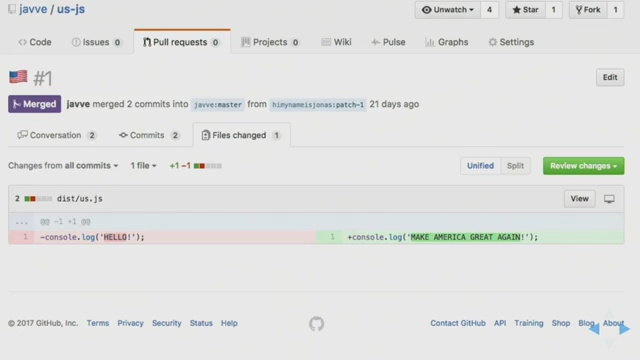 javve / us-js
Unwatch 4 Star 1 Fork 1
Code Issues 0 Pull requests 0 Projects 0 Wiki Pulse Graphs Settings
#1 Edit
Merged javve merged 2 commits into javve:master from himynameisjonas:patch-1 21 days ago
Conversation 2 Commits 2 Files changed 1
Changes from all commits 1 file +1 −1 Unified Split Review changes
2 dist/us.js View
... @@ -1 +1 @@
1 -console.log('HELLO!'); 1 +console.log('MAKE AMERICA GREAT AGAIN!');
© 2017 GitHub, Inc. Terms Privacy Security Status Help Contact GitHub API Training Shop Blog About